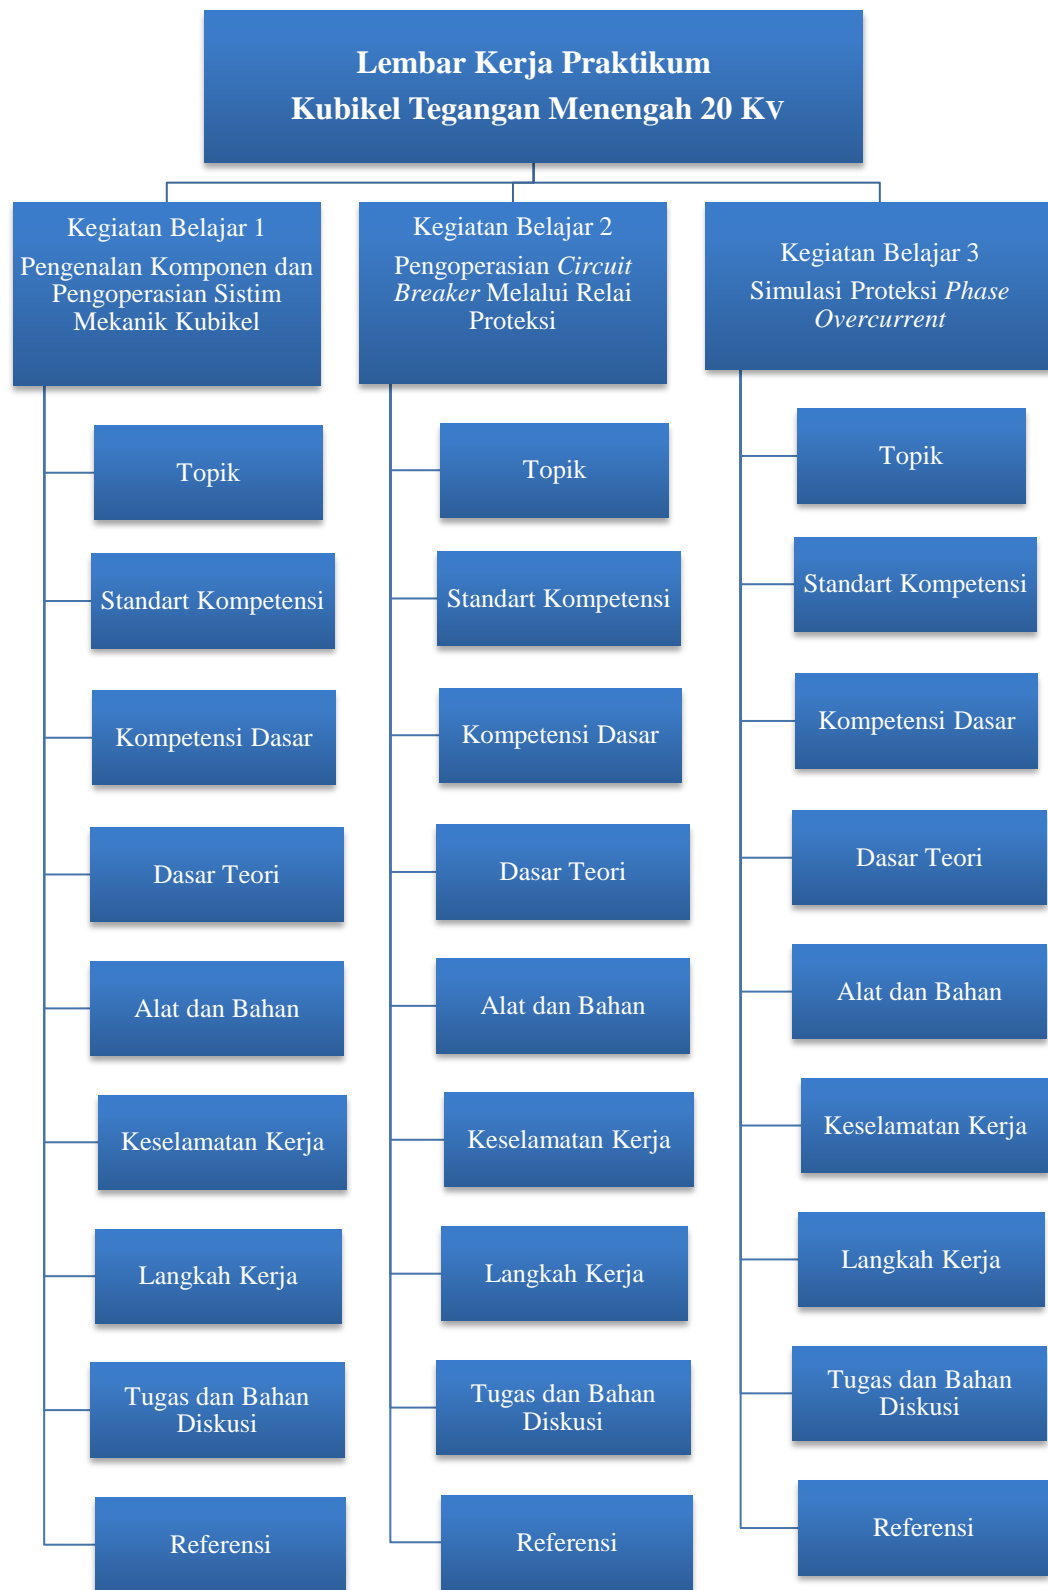 Lembar Kerja Praktikum
Kubikel Tegangan Menengah 20 Kv
Kegiatan Belajar 1
Pengenalan Komponen dan
Pengoperasian Sistim
Mekanik Kubikel
Topik
Standart Kompetensi
Kompetensi Dasar
Dasar Teori
Alat dan Bahan
Keselamatan Kerja
Langkah Kerja
Tugas dan Bahan
Diskusi
Referensi
Kegiatan Belajar 2
Pengoperasian Circuit
Breaker Melalui Relai
Proteksi
Topik
Standart Kompetensi
Kompetensi Dasar
Dasar Teori
Alat dan Bahan
Keselamatan Kerja
Langkah Kerja
Tugas dan Bahan
Diskusi
Referensi
Kegiatan Belajar 3
Simulasi Proteksi Phase
Overcurrent
Topik
Standart Kompetensi
Kompetensi Dasar
Dasar Teori
Alat dan Bahan
Keselamatan Kerja
Langkah Kerja
Tugas dan Bahan
Diskusi
Referensi